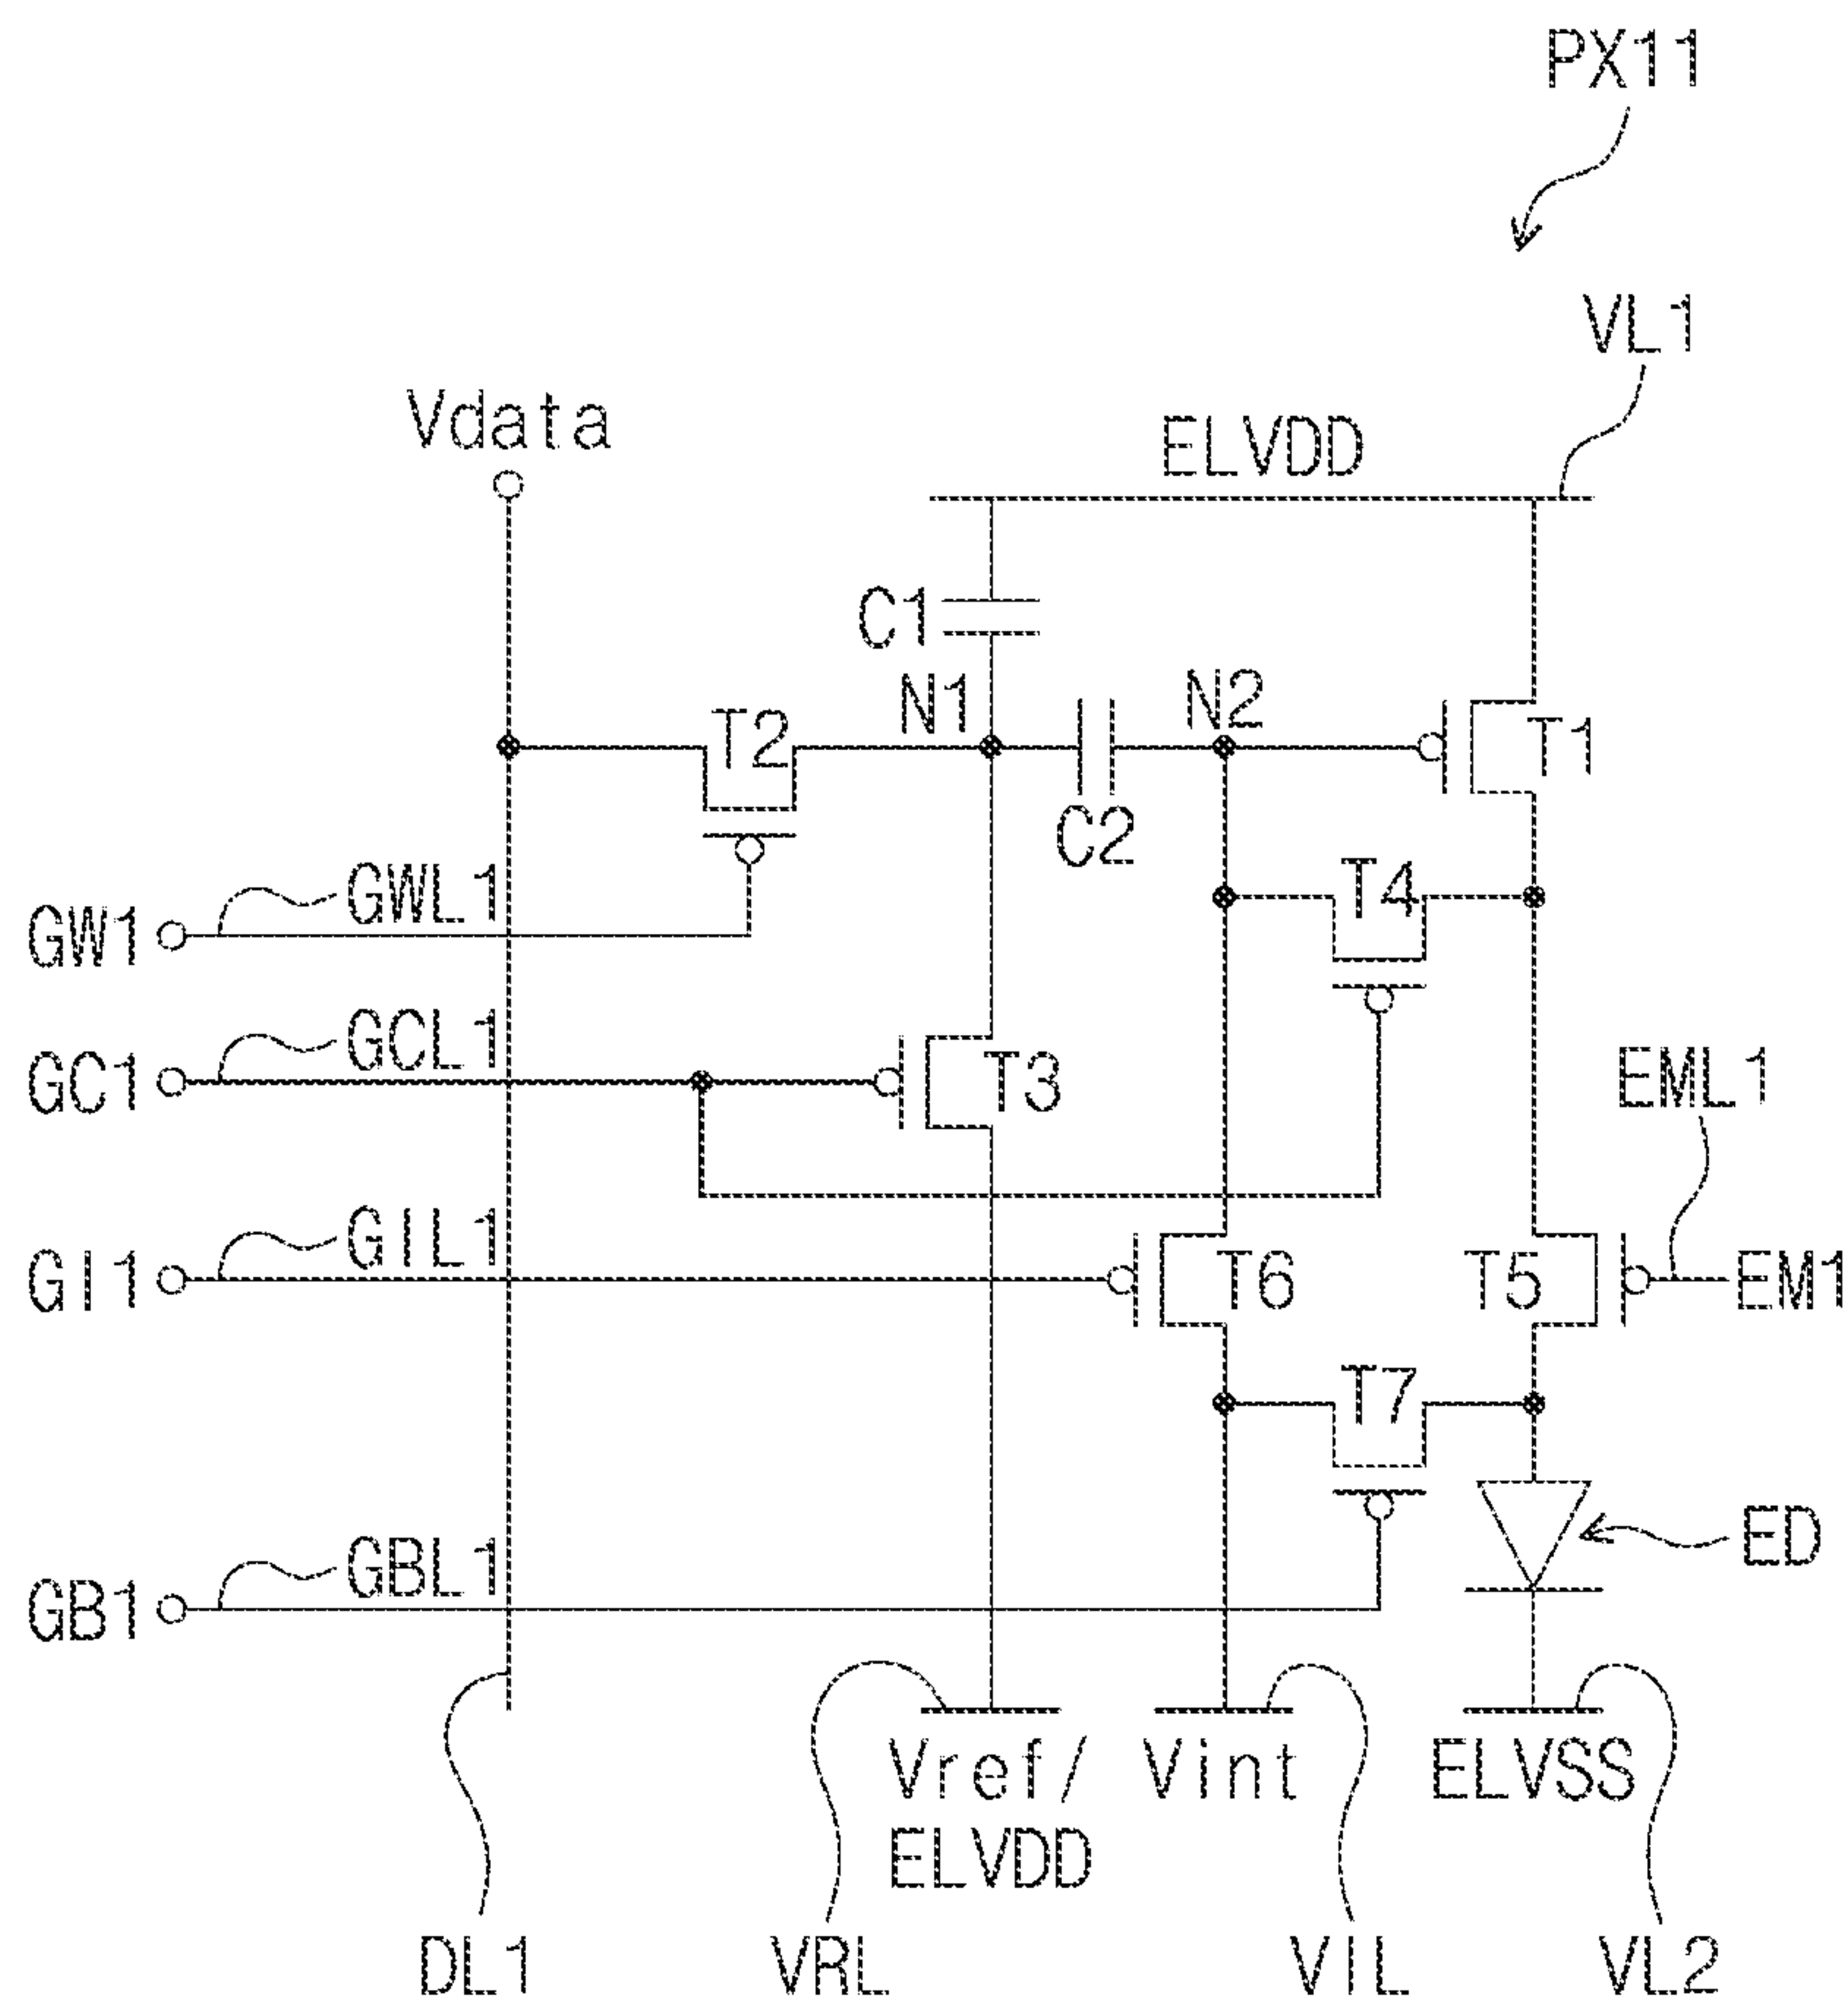 PX11
VL1
Vdata
ELVDD
C1
N1
N2
T2
T1
C2
T4
GWL1
GW1
GCL1
GC1
T3
EML1
GIL1
GI1
T6
T5
EM1
T7
GBL1
GB1
ED
Vref/
ELVDD
Vint
ELVSS
DL1
VRL
VIL
VL2